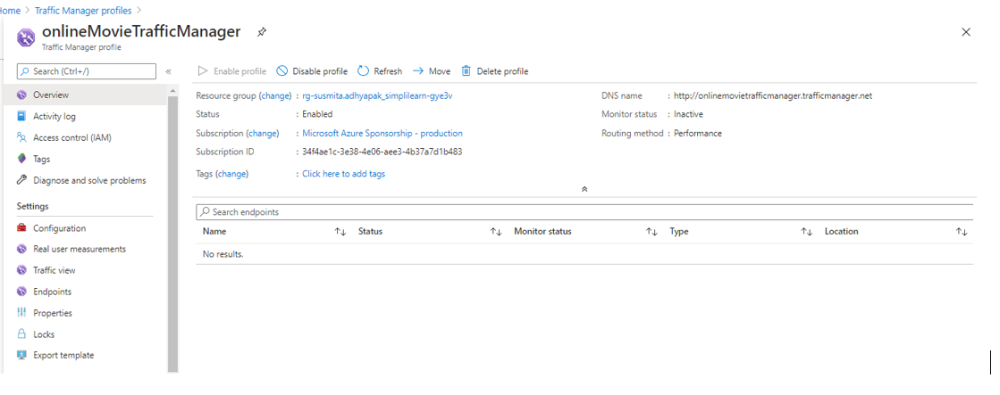 Home > Traffic Manager profiles >
onlineMovieTrafficManager
Traffic Manager profile
Search (Ctrl+/)
«
Overview
Activity log
Access control (IAM)
Tags
Diagnose and solve problems
Settings
Configuration
Real user measurements
Traffic view
Endpoints
Properties
Locks
Export template
Enable profile Disable profile Refresh Move Delete profile
Resource group (change) : rg-susmita.adhyapak_simplilearn-gye3v
Status : Enabled
Subscription (change) : Microsoft Azure Sponsorship - production
Subscription ID : 34f4ae1c-3e38-4e06-aee3-4b37a7d1b483
Tags (change) : Click here to add tags
DNS name : http://onlinemovietrafficmanager.trafficmanager.net
Monitor status : Inactive
Routing method : Performance
Search endpoints
Name Status Monitor status Type Location
No results.